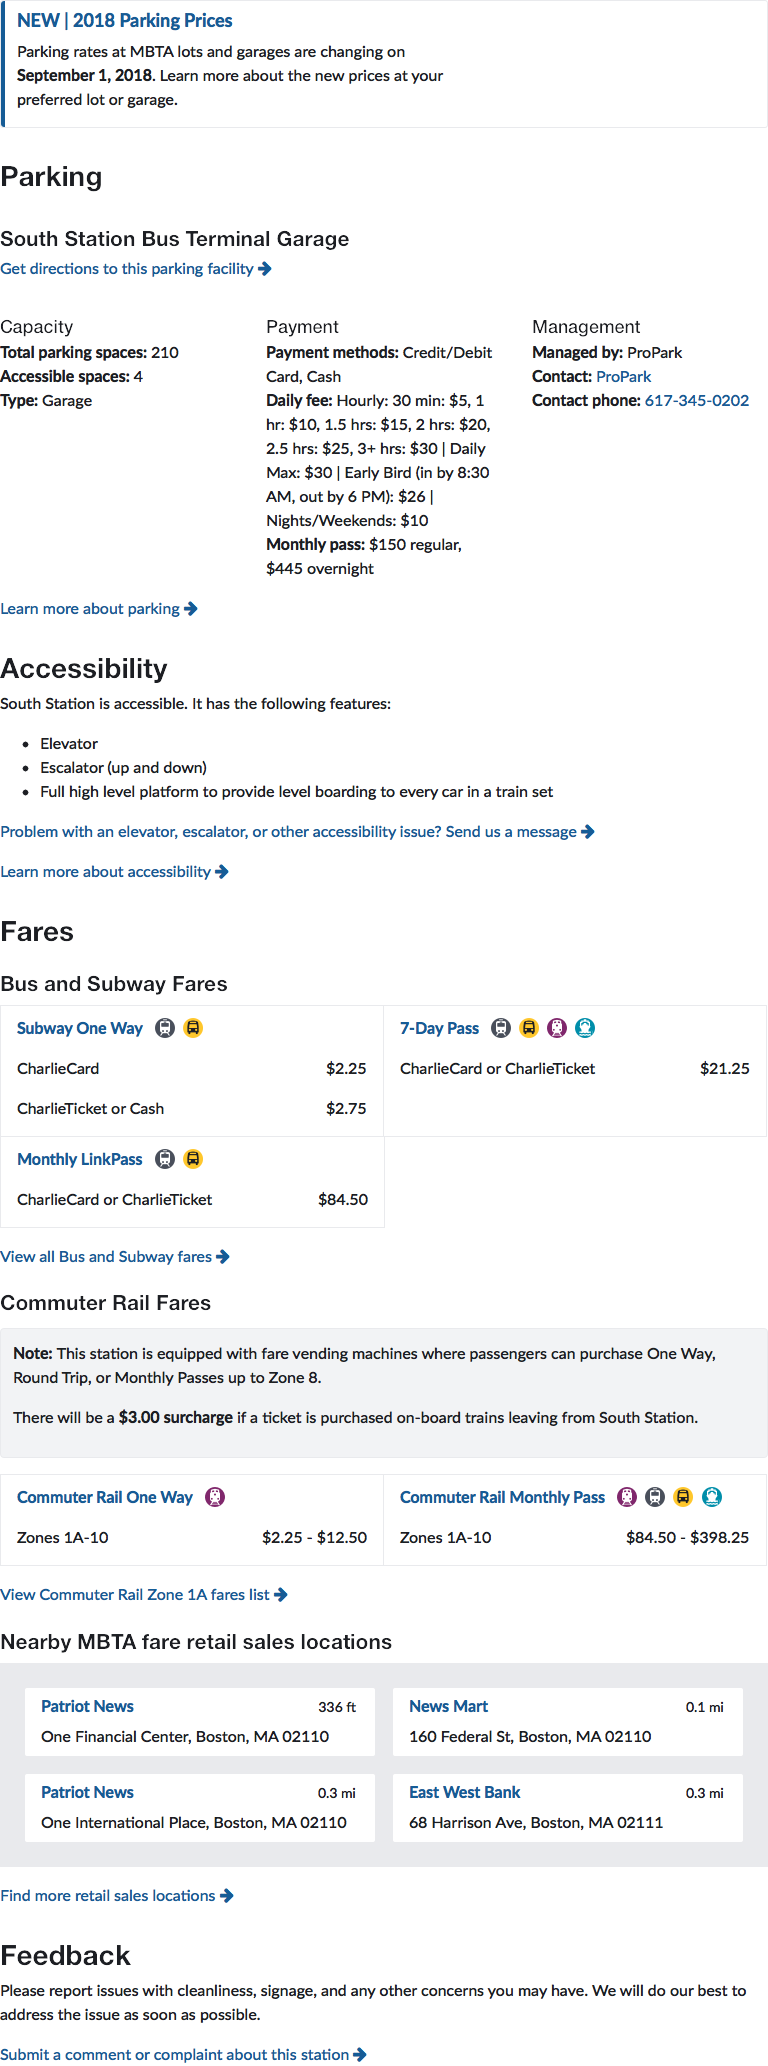 NEW | 2018 Parking Prices
Parking rates at MBTA lots and garages are changing on
September 1, 2018. Learn more about the new prices at your
preferred lot or garage.
Parking
South Station Bus Terminal Garage
Get directions to this parking facility
Capacity
Total parking spaces: 210
Accessible spaces: 4
Type: Garage
Payment
Payment methods: Credit/Debit
Card, Cash
Daily fee: Hourly: 30 min: $5, 1
hr: $10, 1.5 hrs: $15, 2 hrs: $20,
2.5 hrs: $25, 3+ hrs: $30 | Daily
Max: $30 | Early Bird (in by 8:30
AM, out by 6 PM): $26 |
Nights/Weekends: $10
Monthly pass: $150 regular,
$445 overnight
Management
Managed by: ProPark
Contact: ProPark
Contact phone: 617-345-0202
Learn more about parking
Accessibility
South Station is accessible. It has the following features:
• Elevator
• Escalator (up and down)
• Full high level platform to provide level boarding to every car in a train set
Problem with an elevator, escalator, or other accessibility issue? Send us a message
Learn more about accessibility
Fares
Bus and Subway Fares
Subway One Way
CharlieCard $2.25
CharlieTicket or Cash $2.75
7-Day Pass
CharlieCard or CharlieTicket $21.25
Monthly LinkPass
CharlieCard or CharlieTicket $84.50
View all Bus and Subway fares
Commuter Rail Fares
Note: This station is equipped with fare vending machines where passengers can purchase One Way,
Round Trip, or Monthly Passes up to Zone 8.
There will be a $3.00 surcharge if a ticket is purchased on-board trains leaving from South Station.
Commuter Rail One Way
Zones 1A-10 $2.25 - $12.50
Commuter Rail Monthly Pass
Zones 1A-10 $84.50 - $398.25
View Commuter Rail Zone 1A fares list
Nearby MBTA fare retail sales locations
Patriot News 336 ft
One Financial Center, Boston, MA 02110
News Mart 0.1 mi
160 Federal St, Boston, MA 02110
Patriot News 0.3 mi
One International Place, Boston, MA 02110
East West Bank 0.3 mi
68 Harrison Ave, Boston, MA 02111
Find more retail sales locations
Feedback
Please report issues with cleanliness, signage, and any other concerns you may have. We will do our best to
address the issue as soon as possible.
Submit a comment or complaint about this station